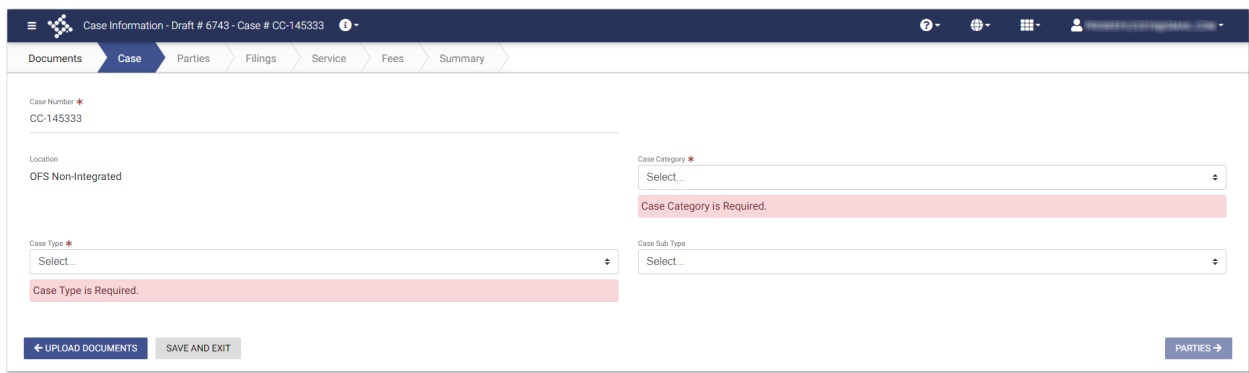 Case Information - Draft # 6743 - Case # CC-145333
Documents Case Parties Filings Service Fees Summary
Case Number *
CC-145333
Location
OFS Non-Integrated
Case Category *
Select...
Case Category is Required.
Case Type *
Select...
Case Type is Required.
Case Sub Type
Select...
UPLOAD DOCUMENTS SAVE AND EXIT PARTIES